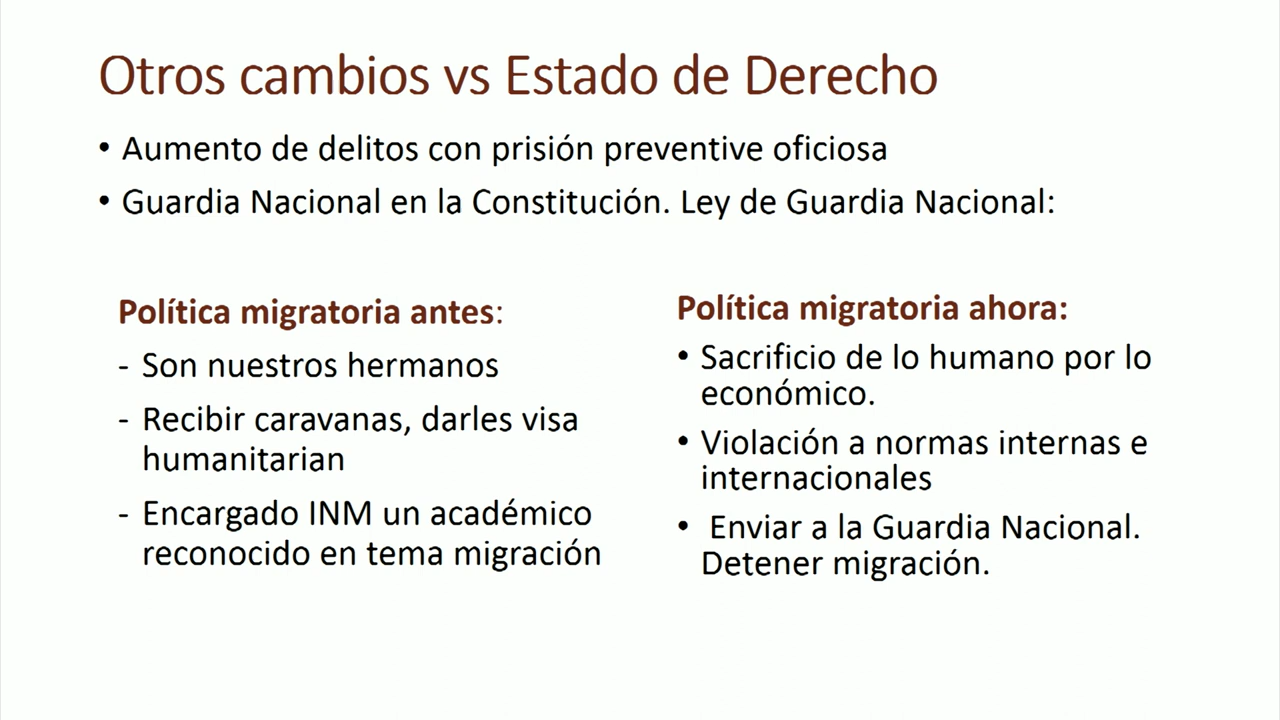 Otros cambios vs Estado de Derecho
• Aumento de delitos con prisión preventive oficiosa
• Guardia Nacional en la Constitución. Ley de Guardia Nacional:
Política migratoria antes:
- Son nuestros hermanos
- Recibir caravanas, darles visa
humanitarian
- Encargado INM un académico
reconocido en tema migración
Política migratoria ahora:
• Sacrificio de lo humano por lo
económico.
• Violación a normas internas e
internacionales
• Enviar a la Guardia Nacional.
Detener migración.